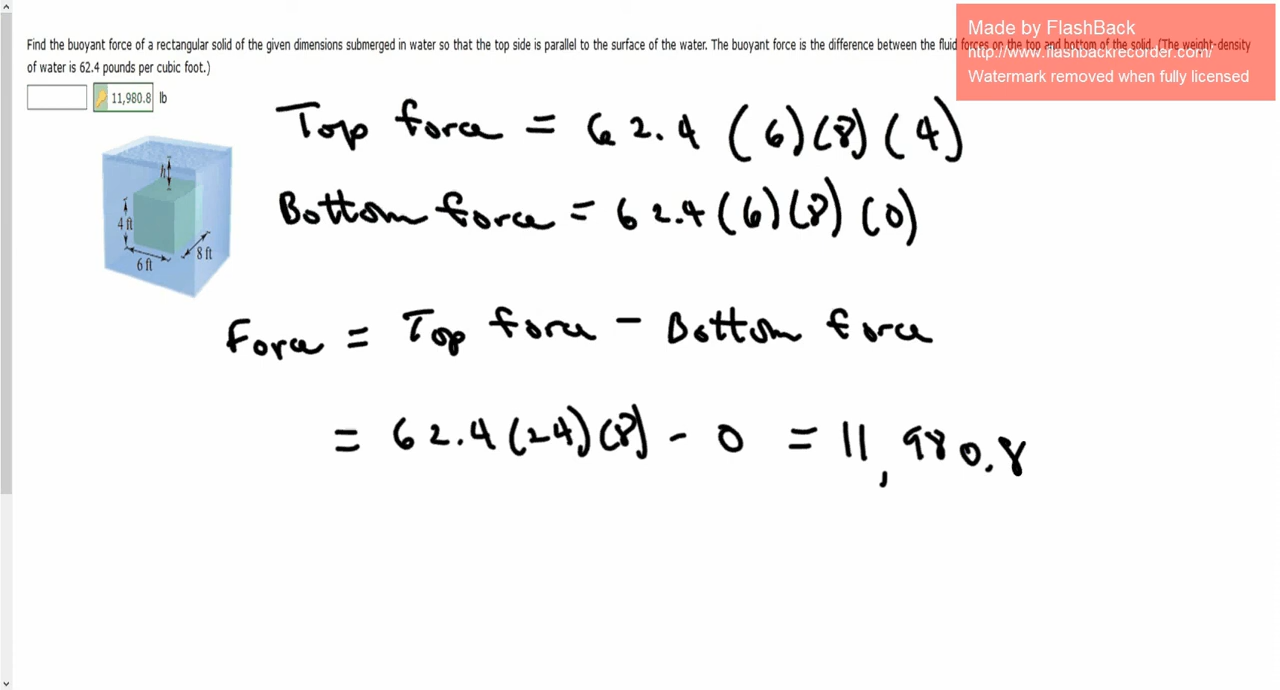 Made by FlashBack
http://www.flashbackrecorder.com/
Watermark removed when fully licensed
Find the buoyant force of a rectangular solid of the given dimensions submerged in water so that the top side is parallel to the surface of the water. The buoyant force is the difference between the fluid forces on the top and bottom of the solid. (The weight-density
of water is 62.4 pounds per cubic foot.)
11,980.8 lb
Top force = 62.4 (6)(8)(4)
h
Bottom force = 62.4(6)(8)(0)
4 ft
8 ft
6 ft
Force = Top force - Bottom force
= 62.4(24)(8) - 0 = 11,980.8